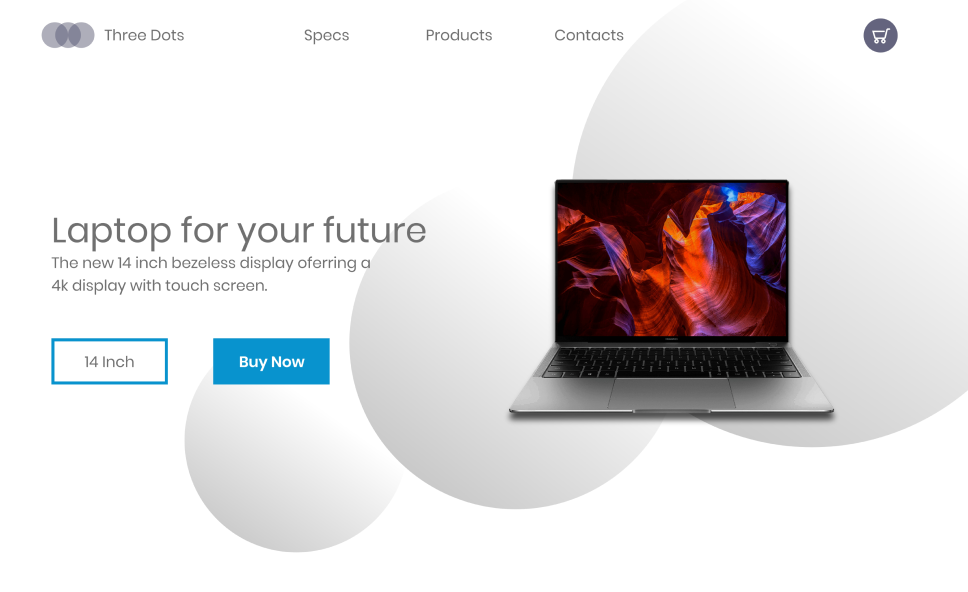 Three Dots
Specs
Products
Contacts
Laptop for your future
The new 14 inch bezeless display oferring a
4k display with touch screen.
14 Inch
Buy Now